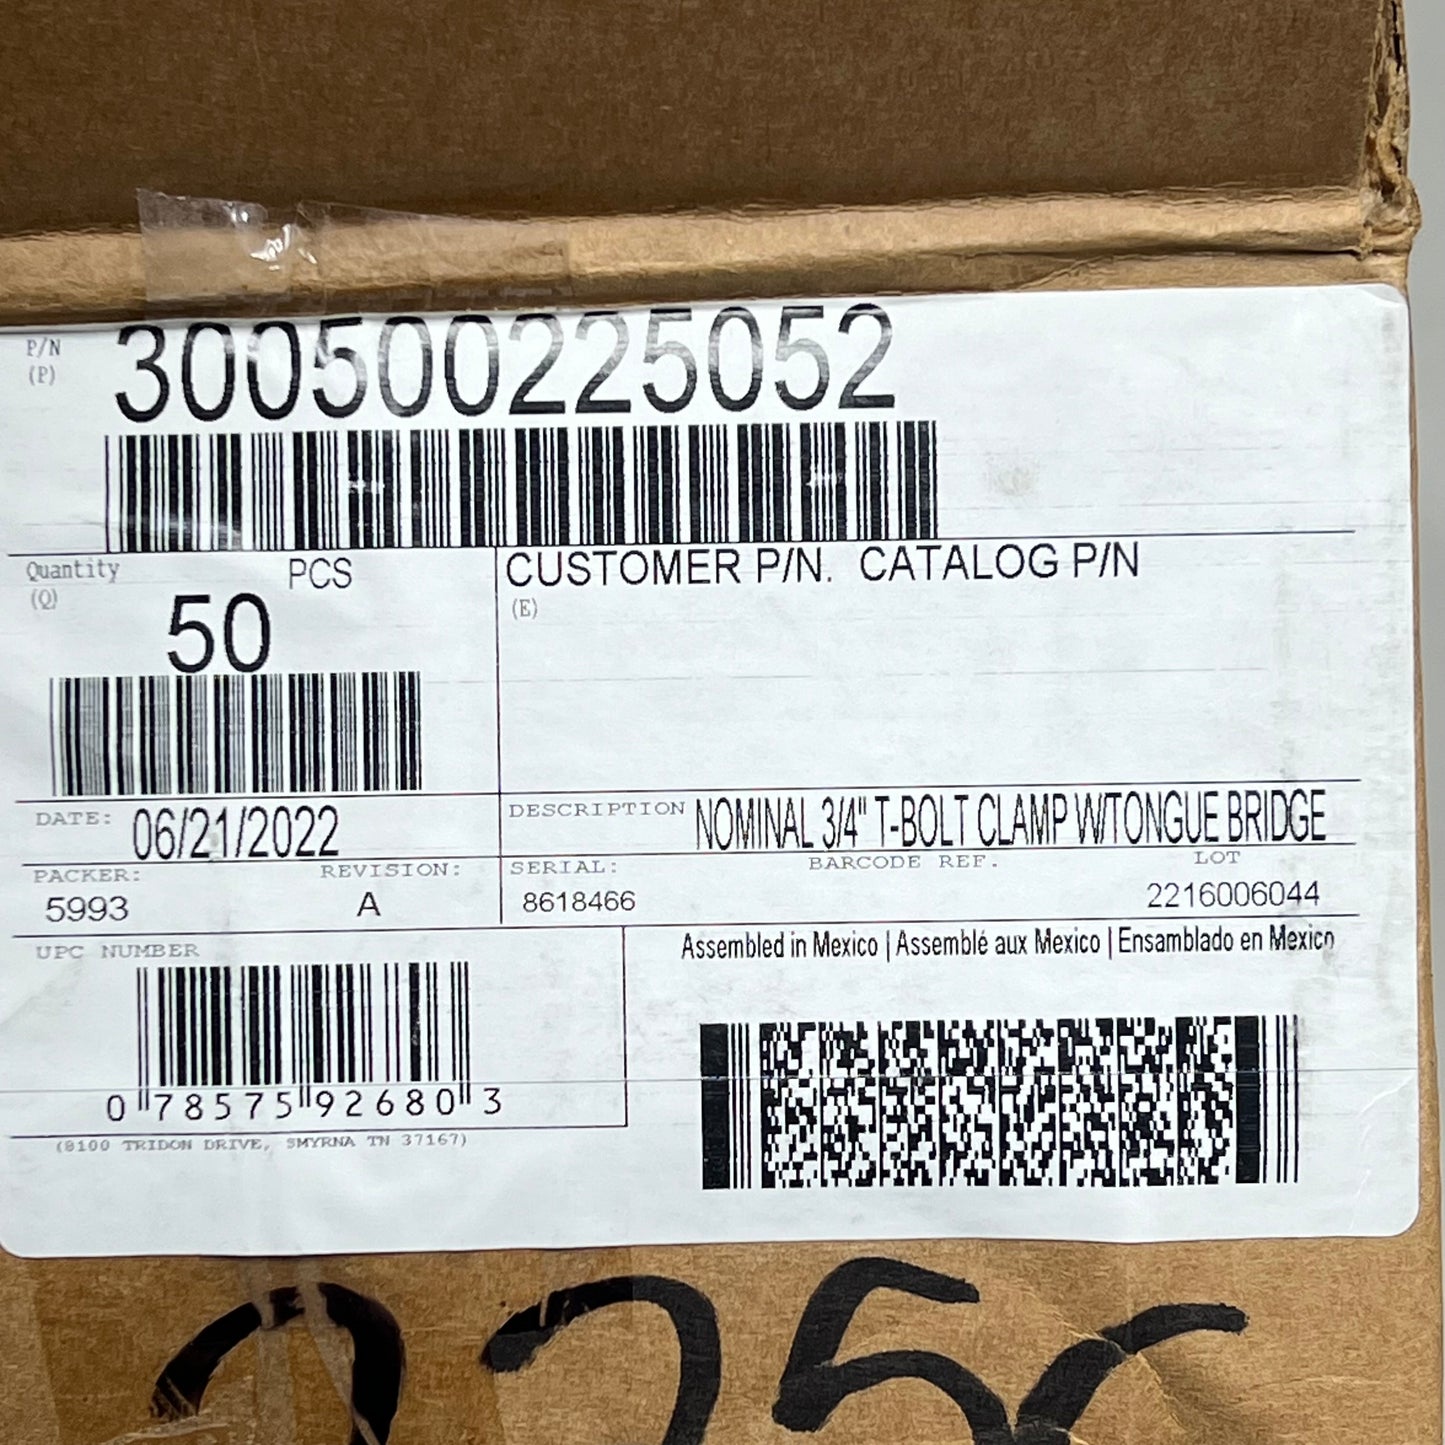 P/N
(P)
300500225052
Quantity
(Q)
PCS
50
CUSTOMER P/N. CATALOG P/N
(E)
DATE: 06/21/2022
DESCRIPTION NOMINAL 3/4" T-BOLT CLAMP W/TONGUE BRIDGE
PACKER:
5993
REVISION:
A
SERIAL:
8618466
BARCODE REF.
LOT
2216006044
UPC NUMBER
0 78575 92680 3
(8100 TRIDON DRIVE, SMYRNA TN 37167)
Assembled in Mexico | Assemblé aux Mexico | Ensamblado en Mexico